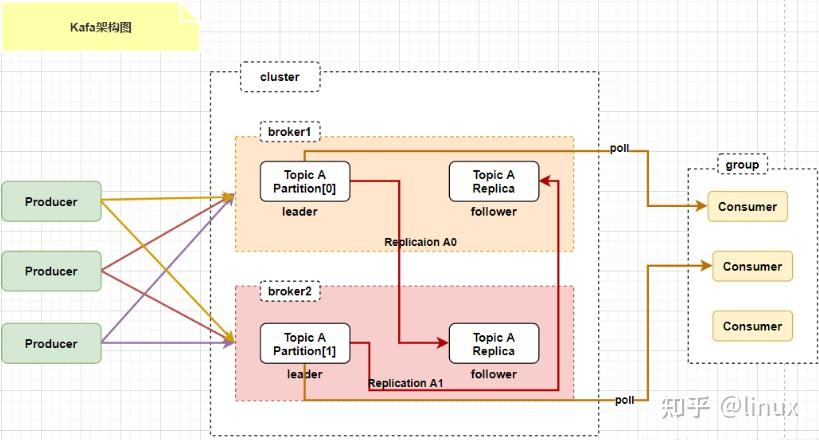 Kafa架构图
cluster
broker1
Topic A
Partition[0]
leader
Topic A
Replica
follower
Replicaion A0
poll
group
Producer
Producer
Producer
Consumer
Consumer
Consumer
broker2
Topic A
Partition[1]
leader
Topic A
Replica
follower
Replication A1
poll
知乎 @linux